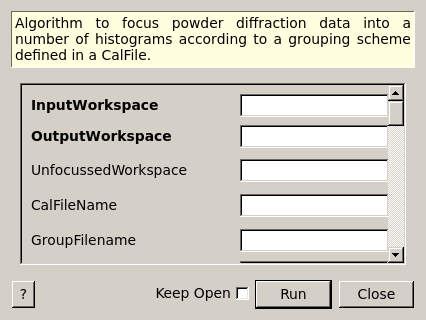 Algorithm to focus powder diffraction data into a
number of histograms according to a grouping scheme
defined in a CalFile.
InputWorkspace
OutputWorkspace
UnfocussedWorkspace
CalFileName
GroupFilename
? Keep Open Run Close